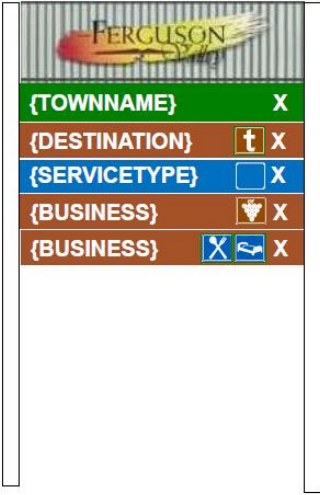 FERGUSON
Valley
{TOWNNAME} X
{DESTINATION} t X
{SERVICETYPE} X
{BUSINESS} X
{BUSINESS} X